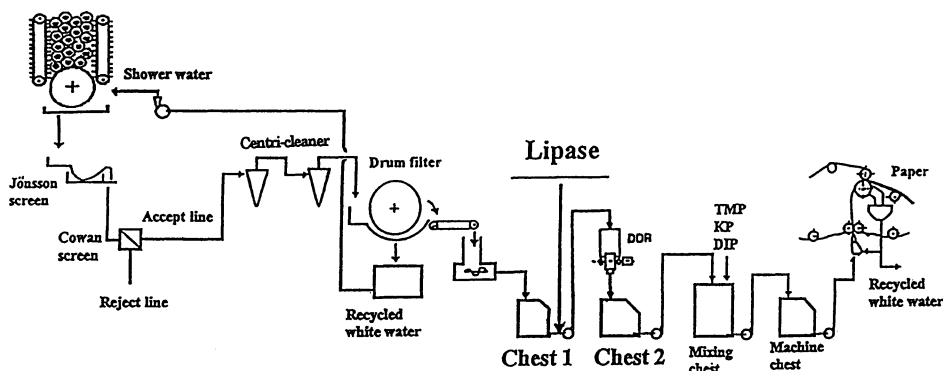 Shower water
Centri-cleaner
Drum filter
Lipase
Paper
Jönsson
screen
Accept line
Cowan
screen
Reject line
DDR
TMP
KP
DIP
Recycled
white water
Recycled
white water
Chest 1
Chest 2
Mixing
chest
Machine
chest